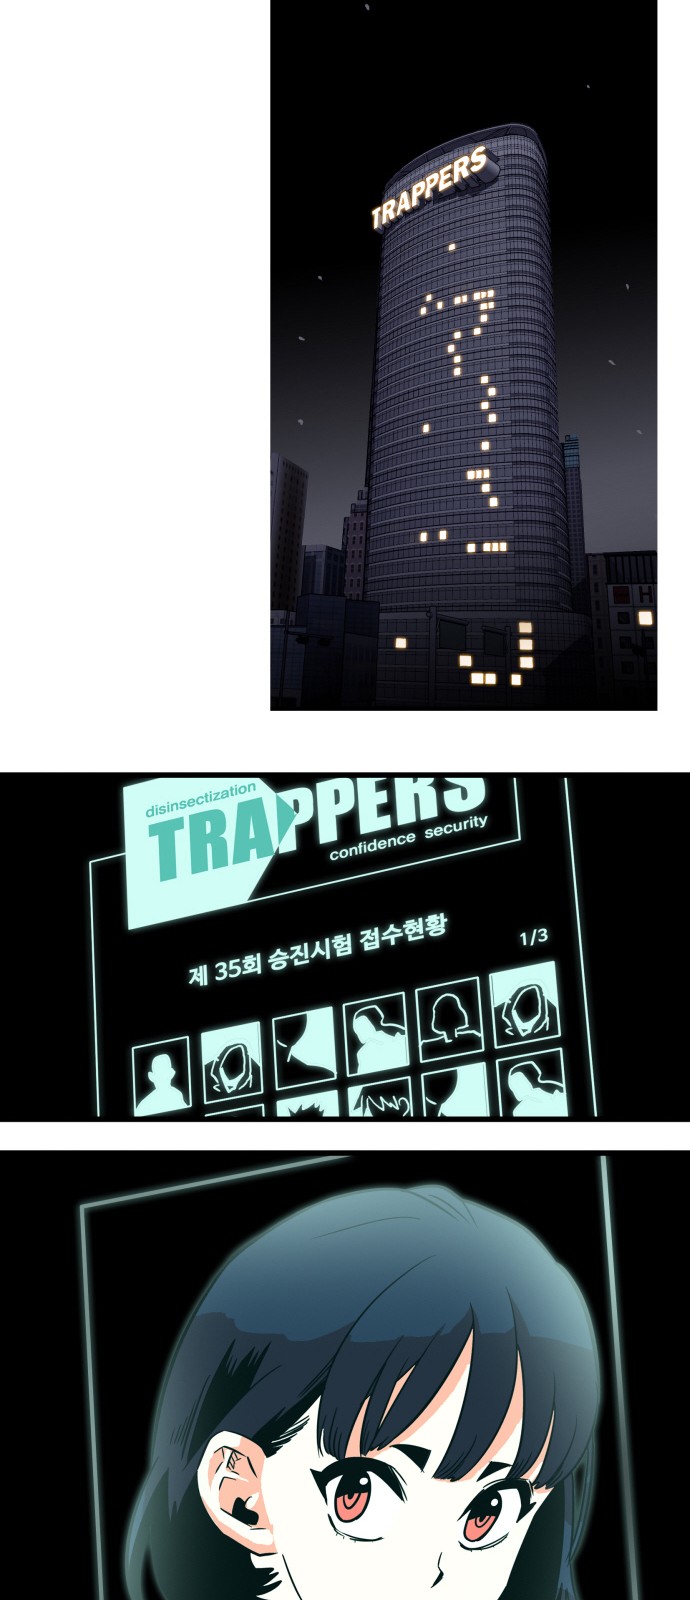 TRAPPERS
disinsectization
TRAPPERS
confidence security
제 35회 승진시험 접수현황
1/3
H